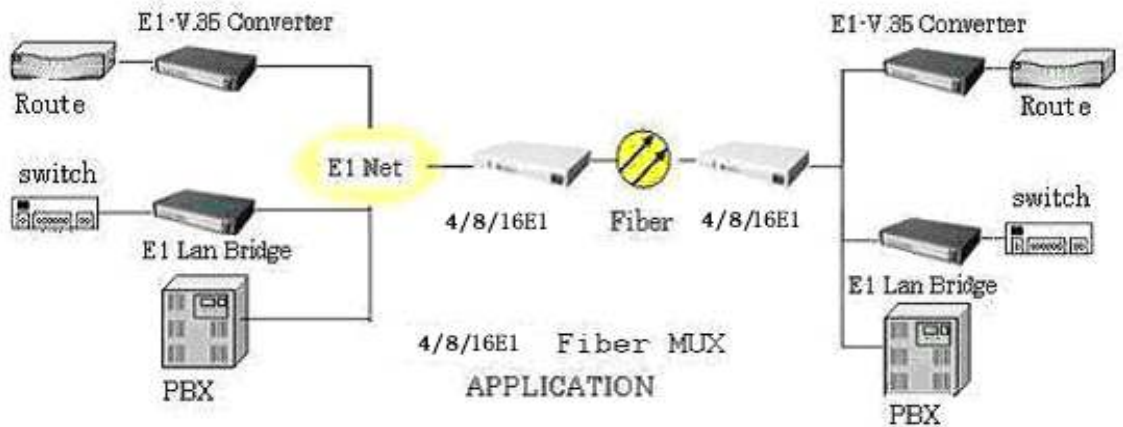 E1-V.35 Converter
E1-V.35 Converter
Route
Route
E1 Net
switch
switch
4/8/16E1
Fiber
4/8/16E1
E1 Lan Bridge
E1 Lan Bridge
4/8/16E1 Fiber MUX
APPLICATION
PBX
PBX